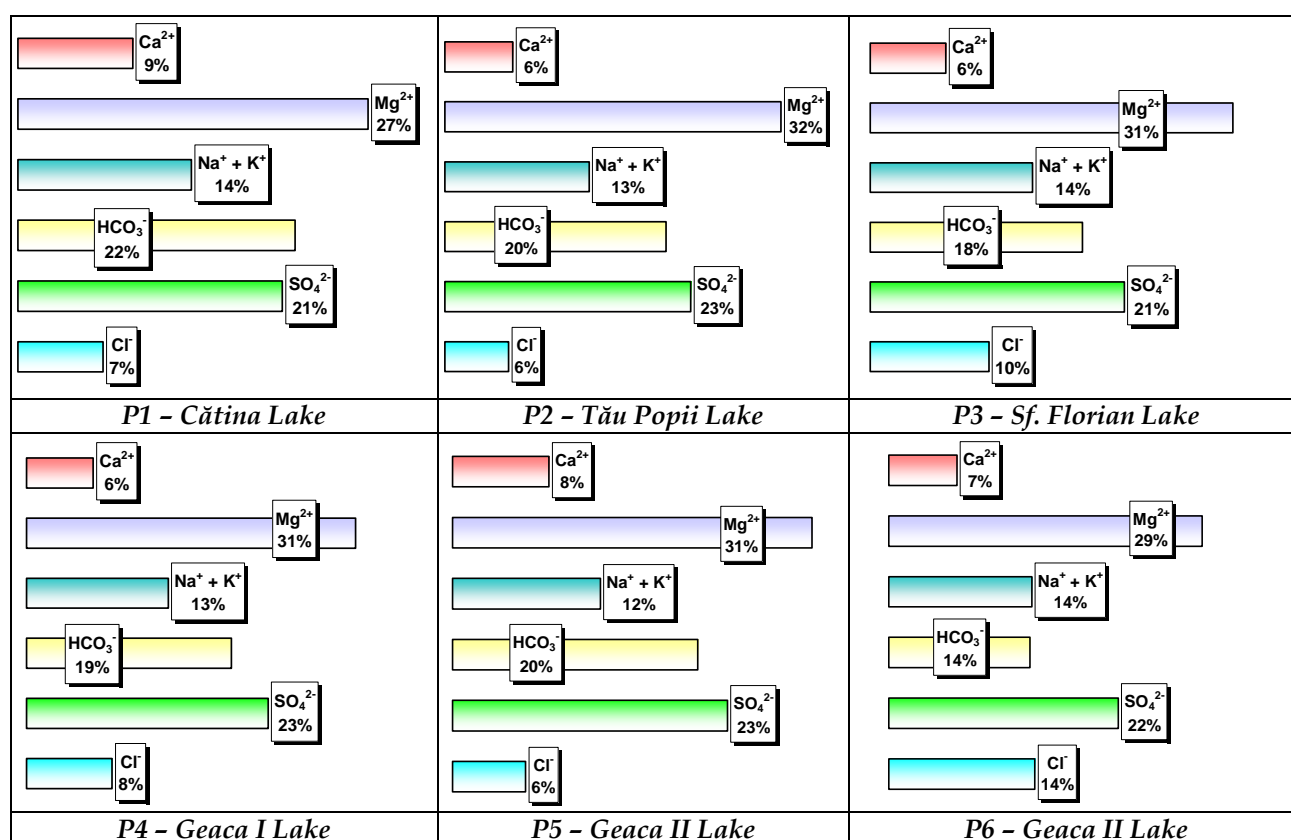 Ca²⁺
9%
Mg²⁺
27%
Na⁺ + K⁺
14%
HCO₃⁻
22%
SO₄²⁻
21%
Cl⁻
7%
P1 – Cătina Lake
Ca²⁺
6%
Mg²⁺
32%
Na⁺ + K⁺
13%
HCO₃⁻
20%
SO₄²⁻
23%
Cl⁻
6%
P2 – Tău Popii Lake
Ca²⁺
6%
Mg²⁺
31%
Na⁺ + K⁺
14%
HCO₃⁻
18%
SO₄²⁻
21%
Cl⁻
10%
P3 – Sf. Florian Lake
Ca²⁺
6%
Mg²⁺
31%
Na⁺ + K⁺
13%
HCO₃⁻
19%
SO₄²⁻
23%
Cl⁻
8%
P4 – Geaca I Lake
Ca²⁺
8%
Mg²⁺
31%
Na⁺ + K⁺
12%
HCO₃⁻
20%
SO₄²⁻
23%
Cl⁻
6%
P5 – Geaca II Lake
Ca²⁺
7%
Mg²⁺
29%
Na⁺ + K⁺
14%
HCO₃⁻
14%
SO₄²⁻
22%
Cl⁻
14%
P6 – Geaca II Lake